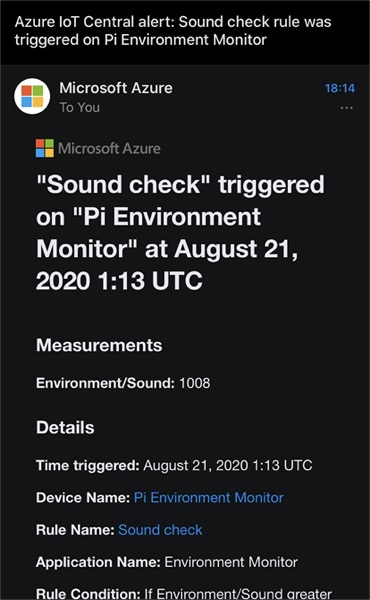 Azure IoT Central alert: Sound check rule was
triggered on Pi Environment Monitor
Microsoft Azure
18:14
To You
Microsoft Azure
"Sound check" triggered
on "Pi Environment
Monitor" at August 21,
2020 1:13 UTC
Measurements
Environment/Sound: 1008
Details
Time triggered: August 21, 2020 1:13 UTC
Device Name: Pi Environment Monitor
Rule Name: Sound check
Application Name: Environment Monitor
Rule Condition: If Environment/Sound greater